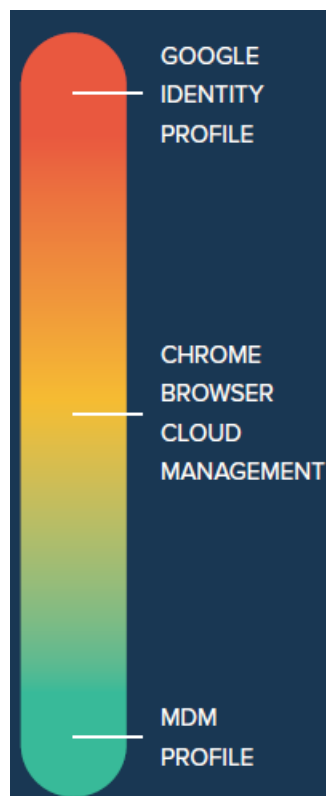 GOOGLE
IDENTITY
PROFILE
CHROME
BROWSER
CLOUD
MANAGEMENT
MDM
PROFILE